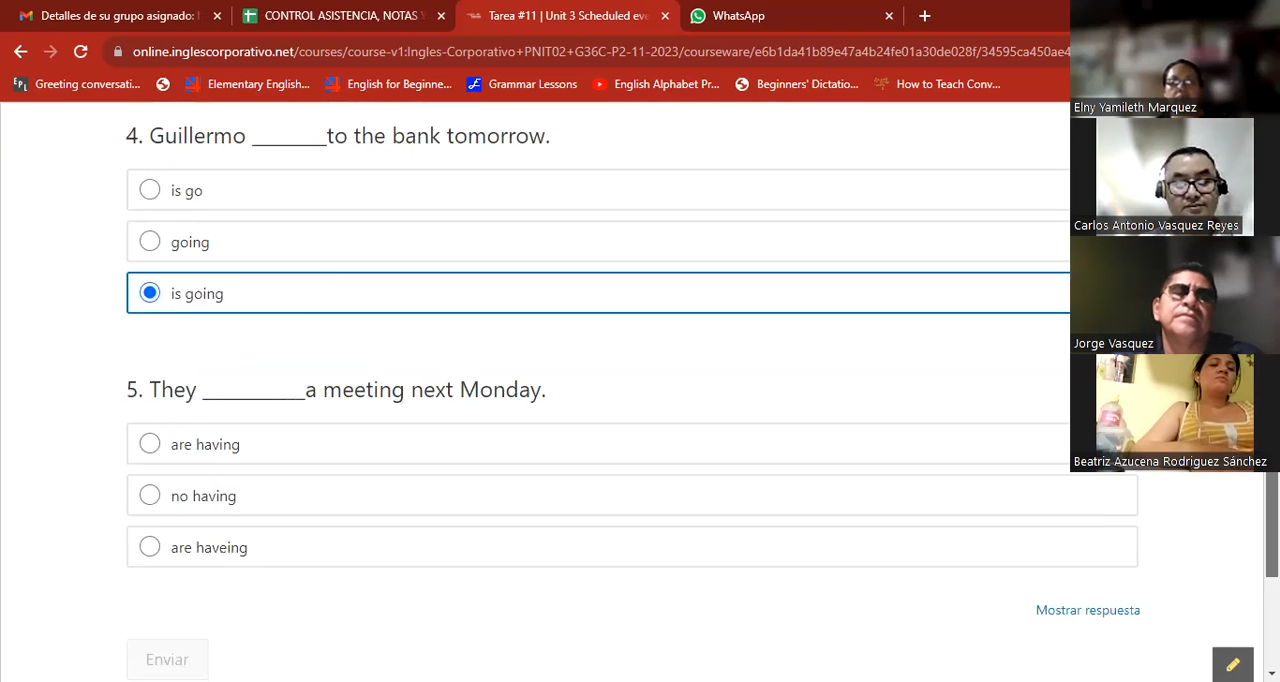 Detalles de su grupo asignado:
CONTROL ASISTENCIA, NOTAS Y
Tarea #11 | Unit 3 Scheduled eve
WhatsApp
online.inglescorporativo.net/courses/course-v1:Ingles-Corporativo+PNIT02+G36C-P2-11-2023/courseware/e6b1da41b89e47a4b24fe01a30de028f/34595ca450ae4
Greeting conversati...
Elementary English...
English for Beginne...
Grammar Lessons
English Alphabet Pr...
Beginners' Dictatio...
How to Teach Conv...
Elny Yamileth Marquez
Carlos Antonio Vasquez Reyes
Jorge Vasquez
Beatriz Azucena Rodriguez Sánchez
4. Guillermo _______to the bank tomorrow.
is go
going
is going
5. They __________a meeting next Monday.
are having
no having
are haveing
Mostrar respuesta
Enviar